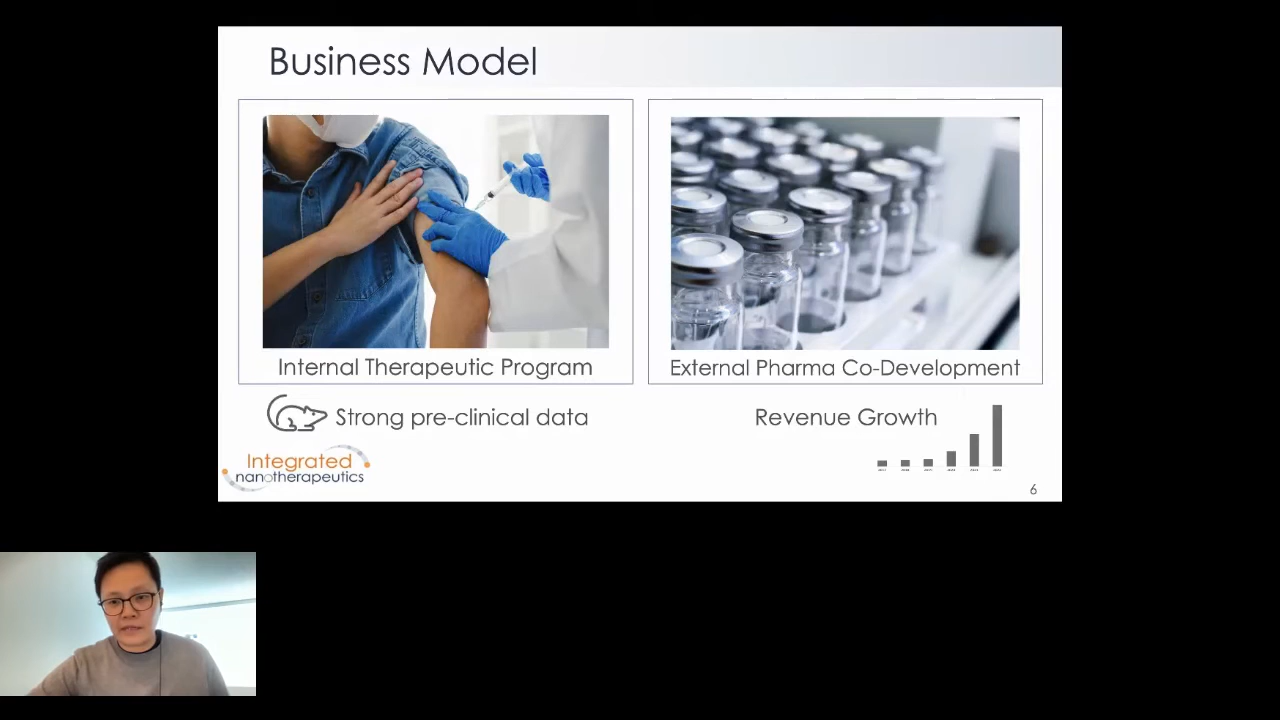 Business Model
Internal Therapeutic Program
External Pharma Co-Development
Strong pre-clinical data
Revenue Growth
Integrated
nanotherapeutics
6